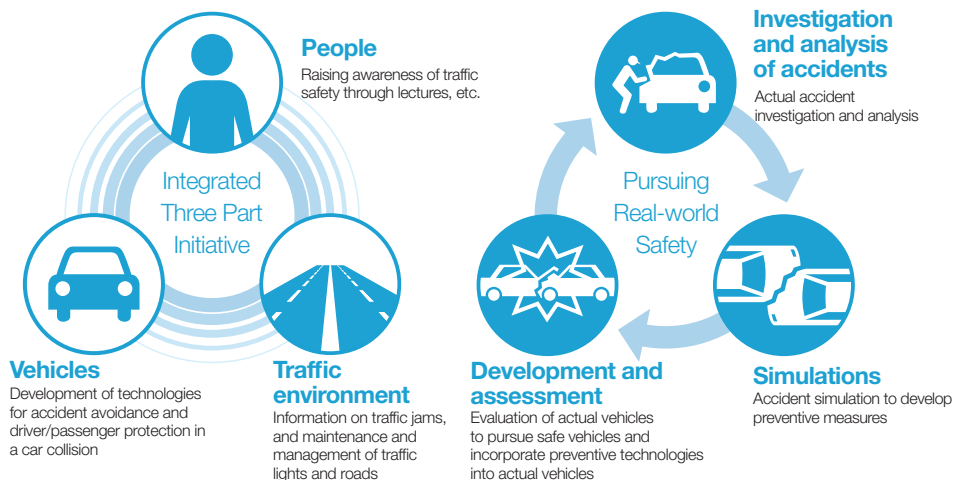 People
Raising awareness of traffic
safety through lectures, etc.
Integrated
Three Part
Initiative
Vehicles
Development of technologies
for accident avoidance and
driver/passenger protection in
a car collision
Traffic
environment
Information on traffic jams,
and maintenance and
management of traffic
lights and roads
Investigation
and analysis
of accidents
Actual accident
investigation and analysis
Pursuing
Real-world
Safety
Simulations
Accident simulation to develop
preventive measures
Development and
assessment
Evaluation of actual vehicles
to pursue safe vehicles and
incorporate preventive technologies
into actual vehicles